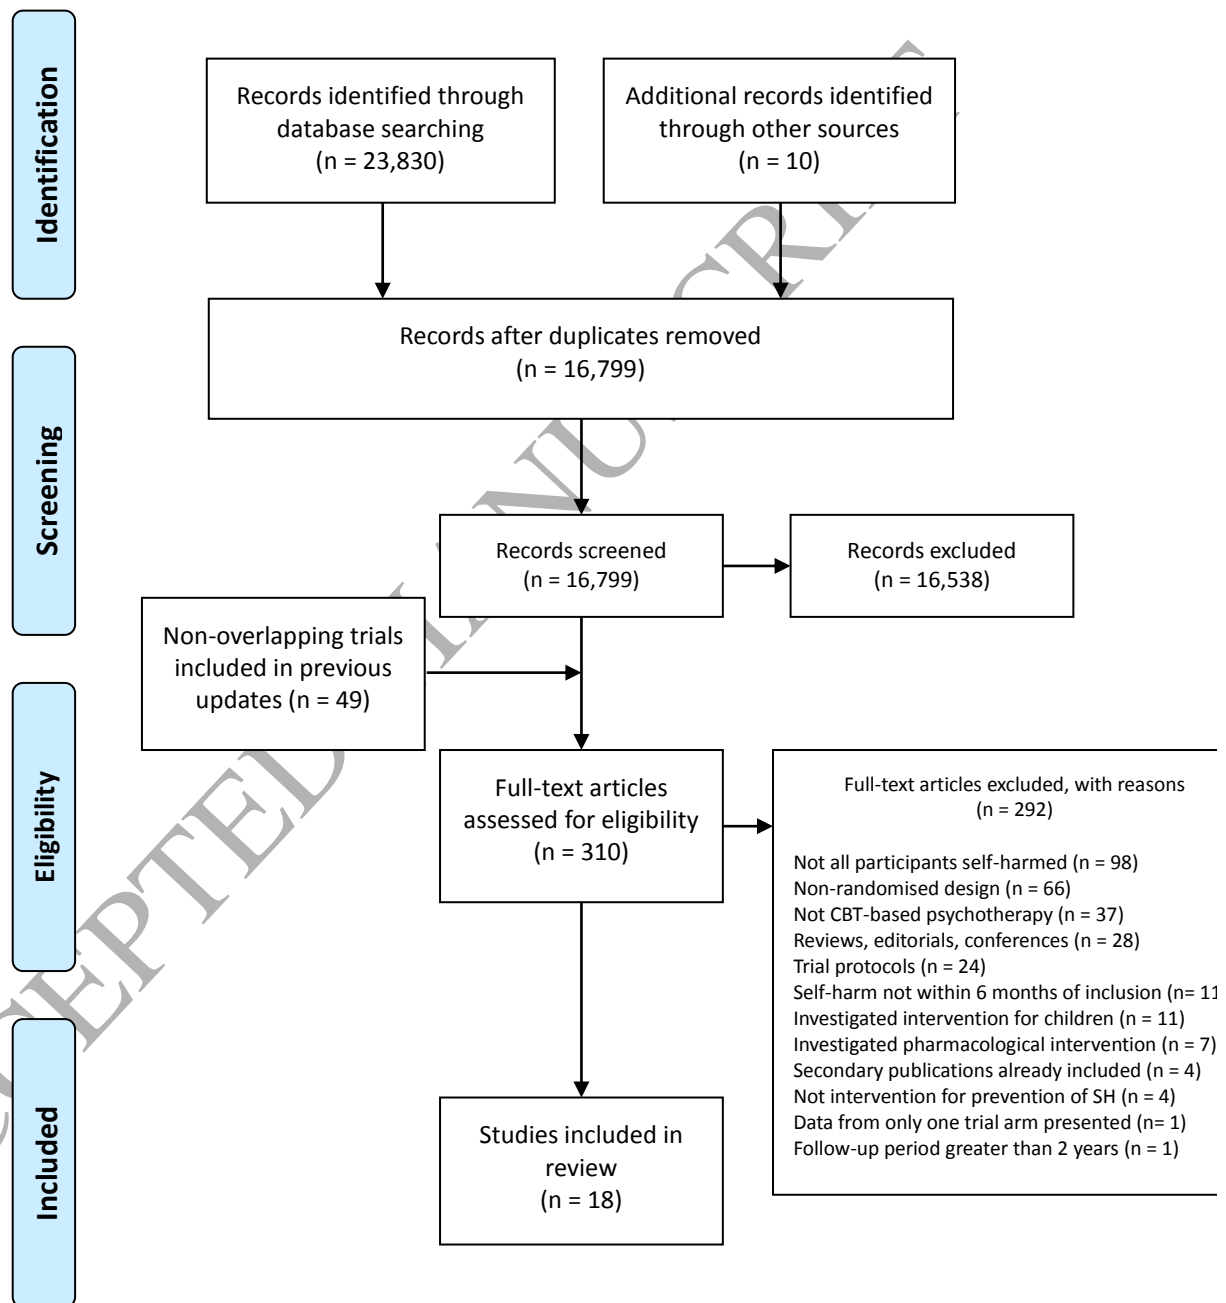 Identification
Records identified through
database searching
(n = 23,830)
Additional records identified
through other sources
(n = 10)
Records after duplicates removed
(n = 16,799)
Screening
Records screened
(n = 16,799)
Records excluded
(n = 16,538)
Non-overlapping trials
included in previous
updates (n = 49)
Eligibility
Full-text articles
assessed for eligibility
(n = 310)
Full-text articles excluded, with reasons
(n = 292)
Not all participants self-harmed (n = 98)
Non-randomised design (n = 66)
Not CBT-based psychotherapy (n = 37)
Reviews, editorials, conferences (n = 28)
Trial protocols (n = 24)
Self-harm not within 6 months of inclusion (n= 11
Investigated intervention for children (n = 11)
Investigated pharmacological intervention (n = 7)
Secondary publications already included (n = 4)
Not intervention for prevention of SH (n = 4)
Data from only one trial arm presented (n= 1)
Follow-up period greater than 2 years (n = 1)
Included
Studies included in
review
(n = 18)